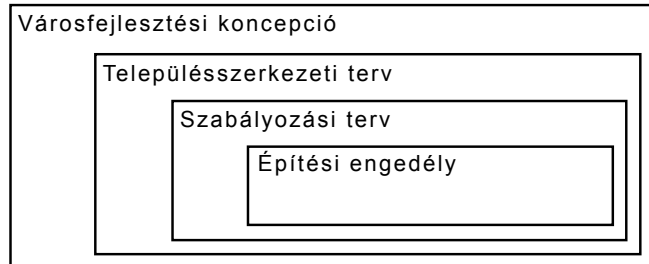 Városfejlesztési koncepció
Településszerkezeti terv
Szabályozási terv
Építési engedély